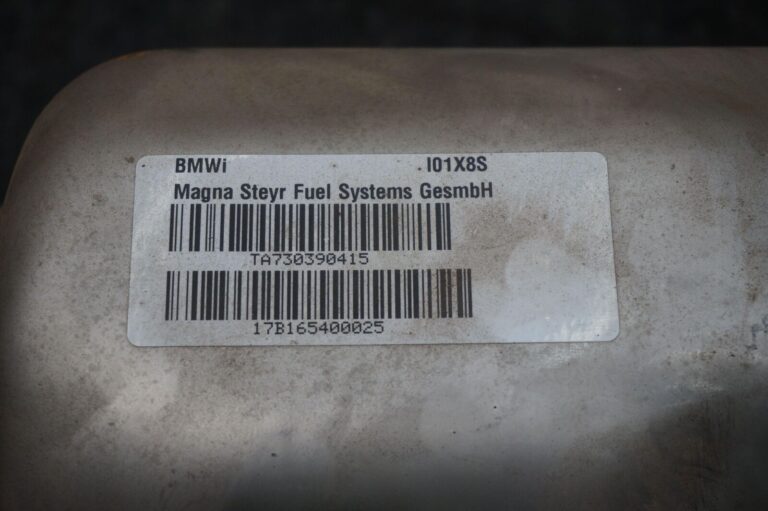 BMWi I01X8S
Magna Steyr Fuel Systems GesmbH
TA730390415
17B165400025